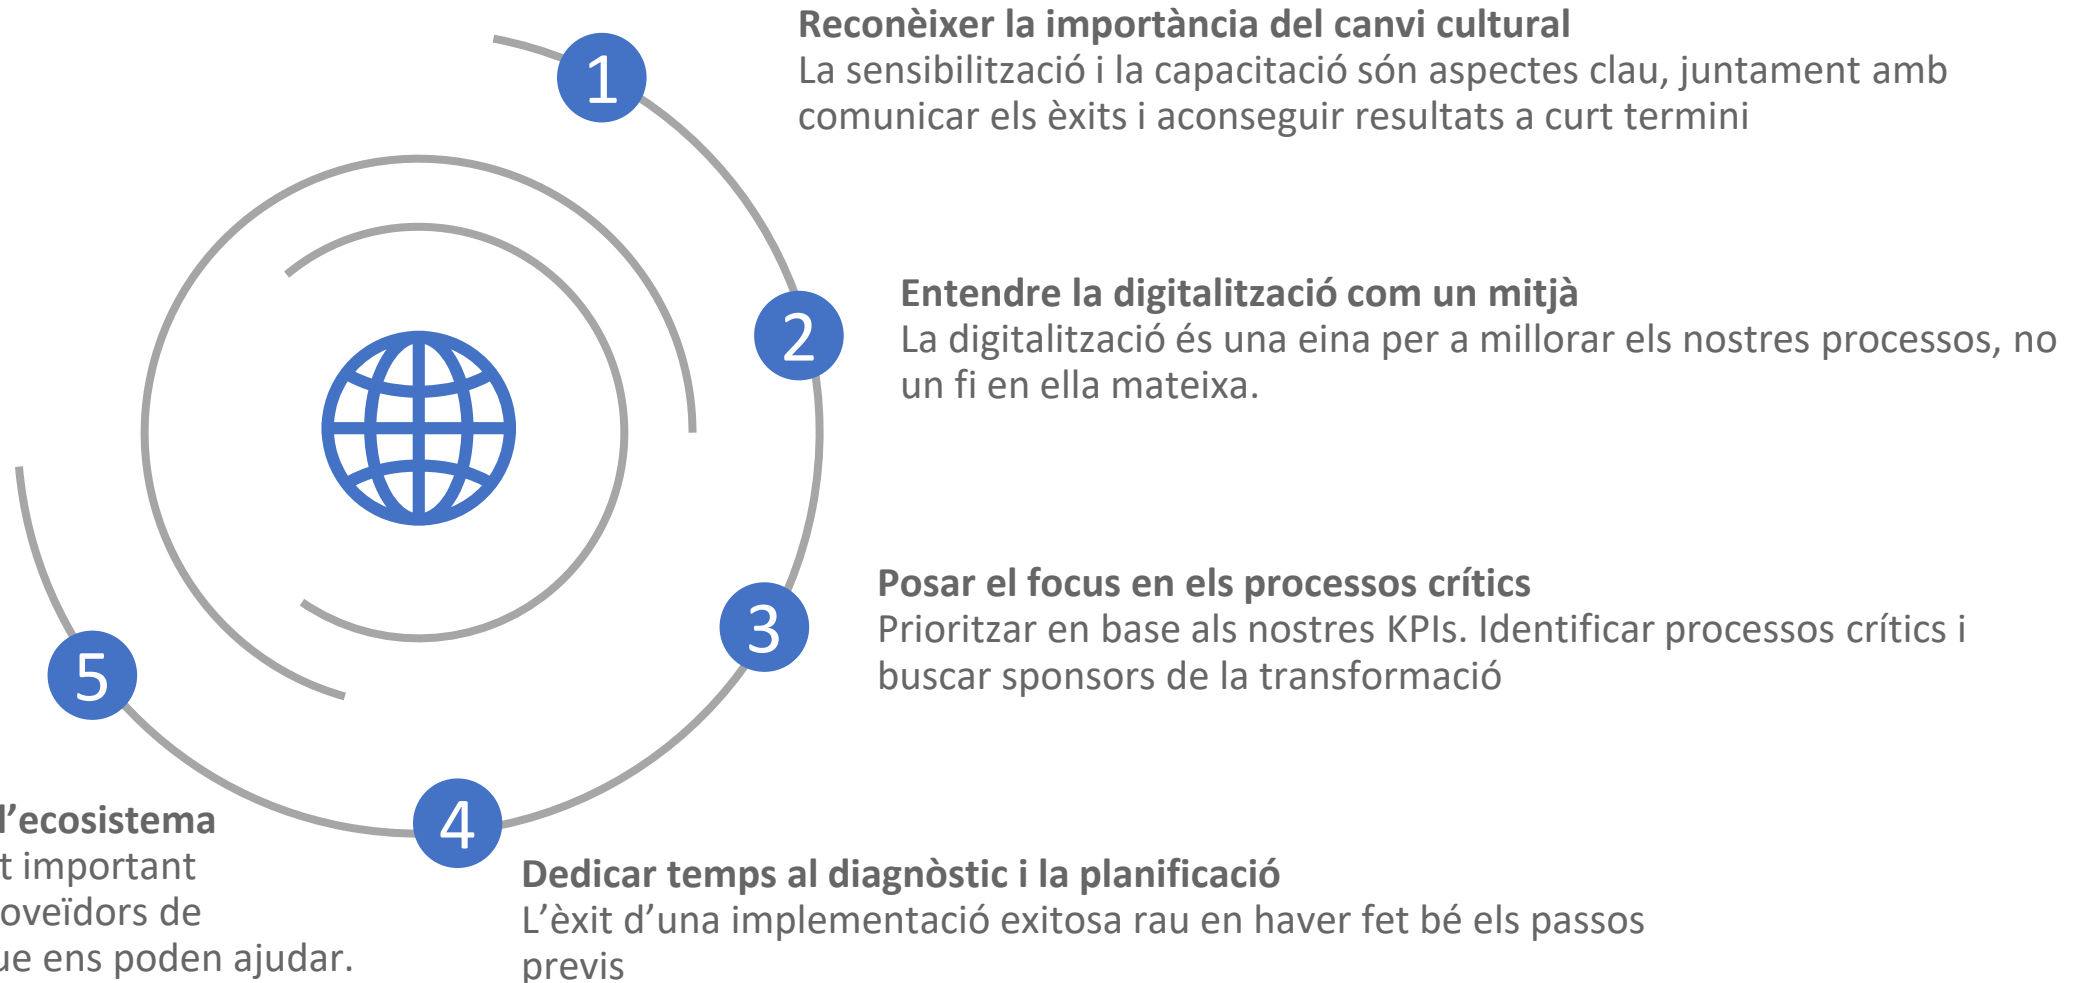 1
Reconèixer la importància del canvi cultural
La sensibilització i la capacitació són aspectes clau, juntament amb
comunicar els èxits i aconseguir resultats a curt termini
2
Entendre la digitalització com un mitjà
La digitalització és una eina per a millorar els nostres processos, no
un fi en ella mateixa.
3
Posar el focus en els processos crítics
Prioritzar en base als nostres KPIs. Identificar processos crítics i
buscar sponsors de la transformació
4
Dedicar temps al diagnòstic i la planificació
L’èxit d’una implementació exitosa rau en haver fet bé els passos
previs
5
l’ecosistema
important
de
ens poden ajudar.